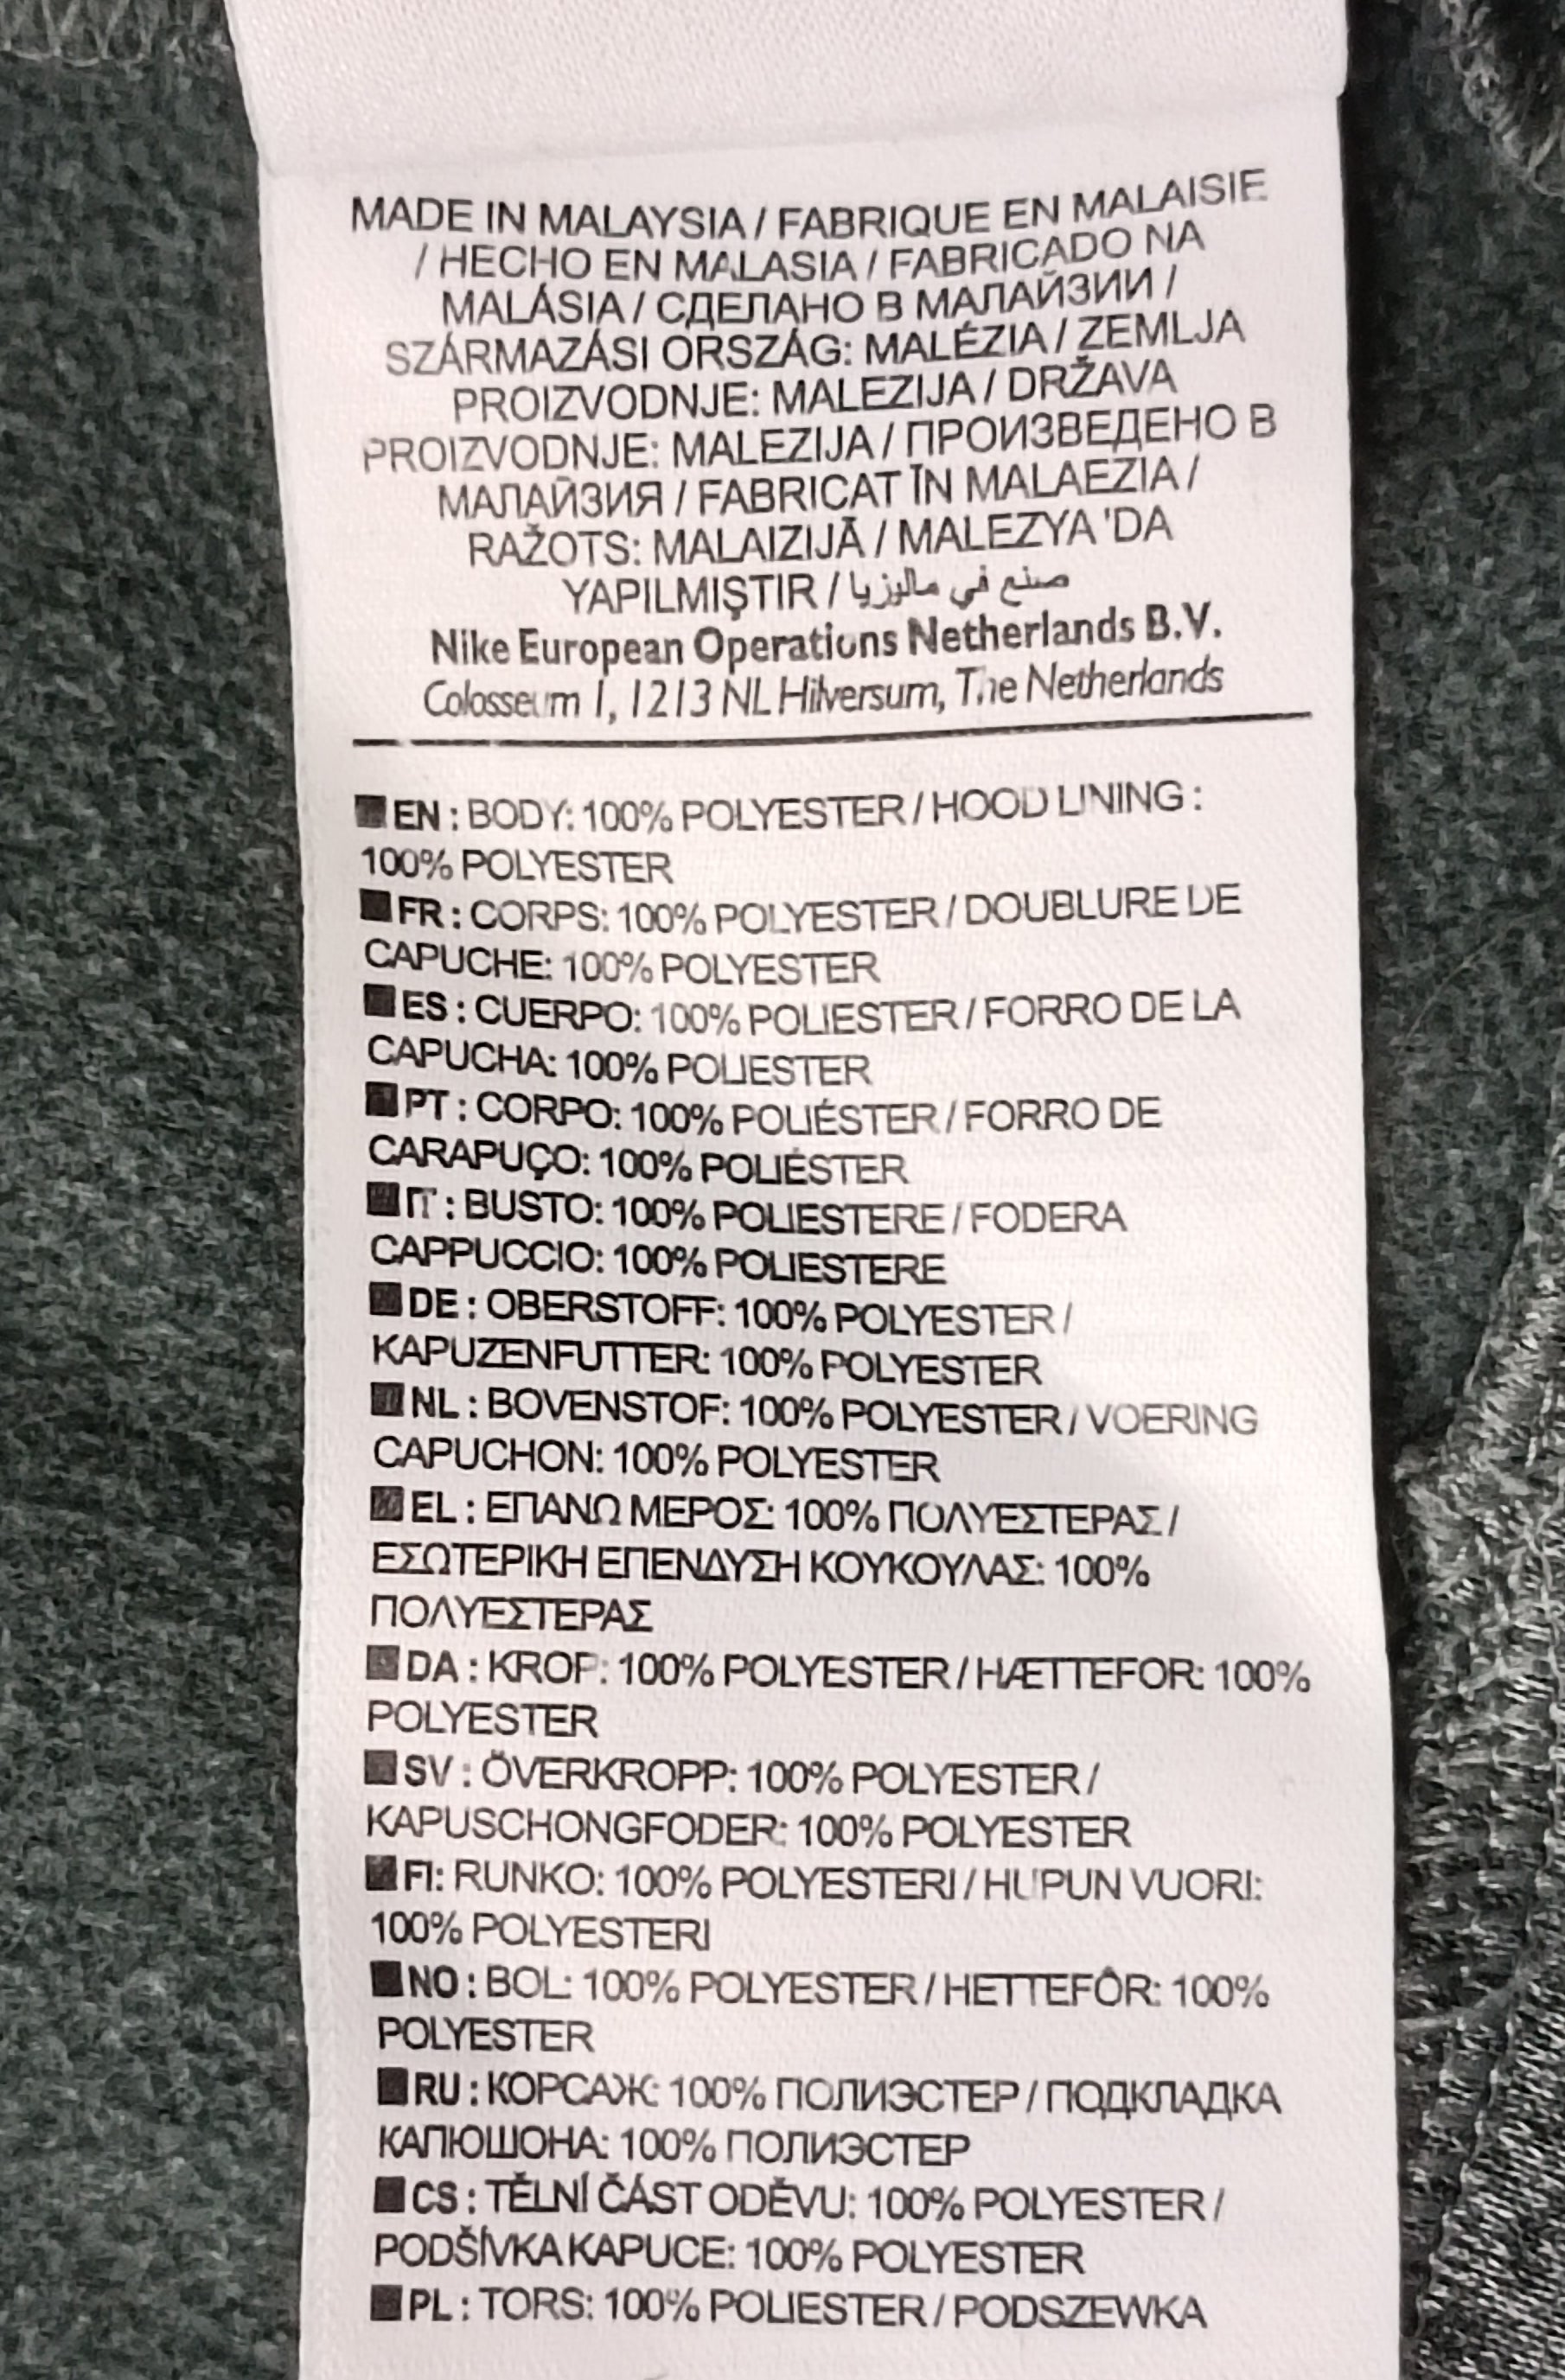 MADE IN MALAYSIA / FABRIQUE EN MALAISIE
/ HECHO EN MALASIA / FABRICADO NA
MALÁSIA / СДЕЛАНО В МАЛАЙЗИИ /
SZÁRMAZÁSI ORSZÁG: MALÉZIA / ZEMLJA
PROIZVODNJE: MALEZIJA / DRŽAVA
PROIZVODNJE: MALEZIJA / ПРОИЗВЕДЕНО В
МАЛАЙЗИЯ / FABRICAT ÎN MALAEZIA /
RAŽOTS: MALAIZIJĀ / MALEZYA 'DA
YAPILMIŞTIR / صنع في ماليزيا
Nike European Operations Netherlands B.V.
Colosseum 1, 1213 NL Hilversum, The Netherlands
EN : BODY: 100% POLYESTER / HOOD LINING :
100% POLYESTER
FR : CORPS: 100% POLYESTER / DOUBLURE DE
CAPUCHE: 100% POLYESTER
ES : CUERPO: 100% POLIESTER / FORRO DE LA
CAPUCHA: 100% POLIESTER
PT : CORPO: 100% POLIÉSTER / FORRO DE
CARAPUÇO: 100% POLIÉSTER
IT : BUSTO: 100% POLIESTERE / FODERA
CAPPUCCIO: 100% POLIESTERE
DE : OBERSTOFF: 100% POLYESTER /
KAPUZENFUTTER: 100% POLYESTER
NL : BOVENSTOF: 100% POLYESTER / VOERING
CAPUCHON: 100% POLYESTER
EL : ΕΠΑΝΩ ΜΕΡΟΣ: 100% ΠΟΛΥΕΣΤΕΡΑΣ /
ΕΣΩΤΕΡΙΚΗ ΕΠΕΝΔΥΣΗ ΚΟΥΚΟΥΛΑΣ: 100%
ΠΟΛΥΕΣΤΕΡΑΣ
DA : KROP: 100% POLYESTER / HÆTTEFOR: 100%
POLYESTER
SV : ÖVERKROPP: 100% POLYESTER /
KAPUSCHONGFODER: 100% POLYESTER
FI: RUNKO: 100% POLYESTERI / HUPUN VUORI:
100% POLYESTERI
NO : BOL: 100% POLYESTER / HETTEFÔR: 100%
POLYESTER
RU : КОРСАЖ: 100% ПОЛИЭСТЕР / ПОДКЛАДКА
КАПЮШОНА: 100% ПОЛИЭСТЕР
CS : TĚLNÍ ČÁST ODĚVU: 100% POLYESTER /
PODŠÍVKA KAPUCE: 100% POLYESTER
PL : TORS: 100% POLIESTER / PODSZEWKA